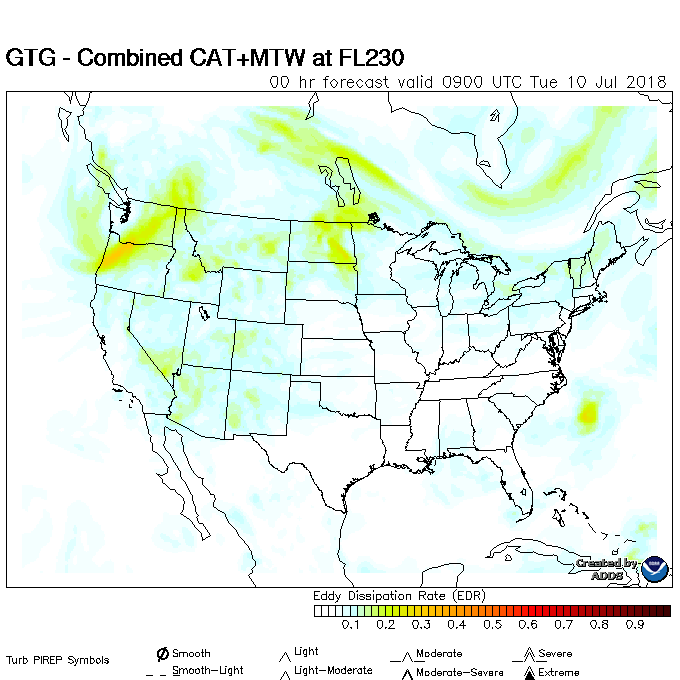 GTG - Combined CAT+MTW at FL230
00 hr forecast valid 0900 UTC Tue 10 Jul 2018
Created by
ADDS
Eddy Dissipation Rate (EDR)
0.1 0.2 0.3 0.4 0.5 0.6 0.7 0.8 0.9
Turb PIREP Symbols
Smooth Light Moderate Severe
Smooth-Light Light-Moderate Moderate-Severe Extreme